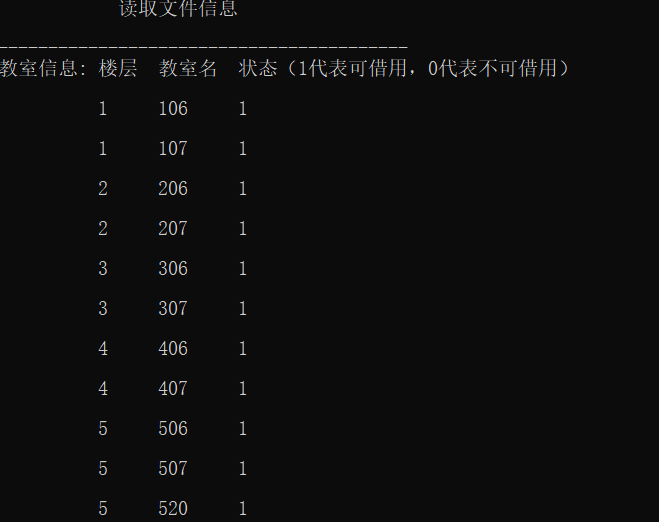 读取文件信息
-----------------------------------------
教室信息: 楼层 教室名 状态（1代表可借用，0代表不可借用）
1 106 1
1 107 1
2 206 1
2 207 1
3 306 1
3 307 1
4 406 1
4 407 1
5 506 1
5 507 1
5 520 1